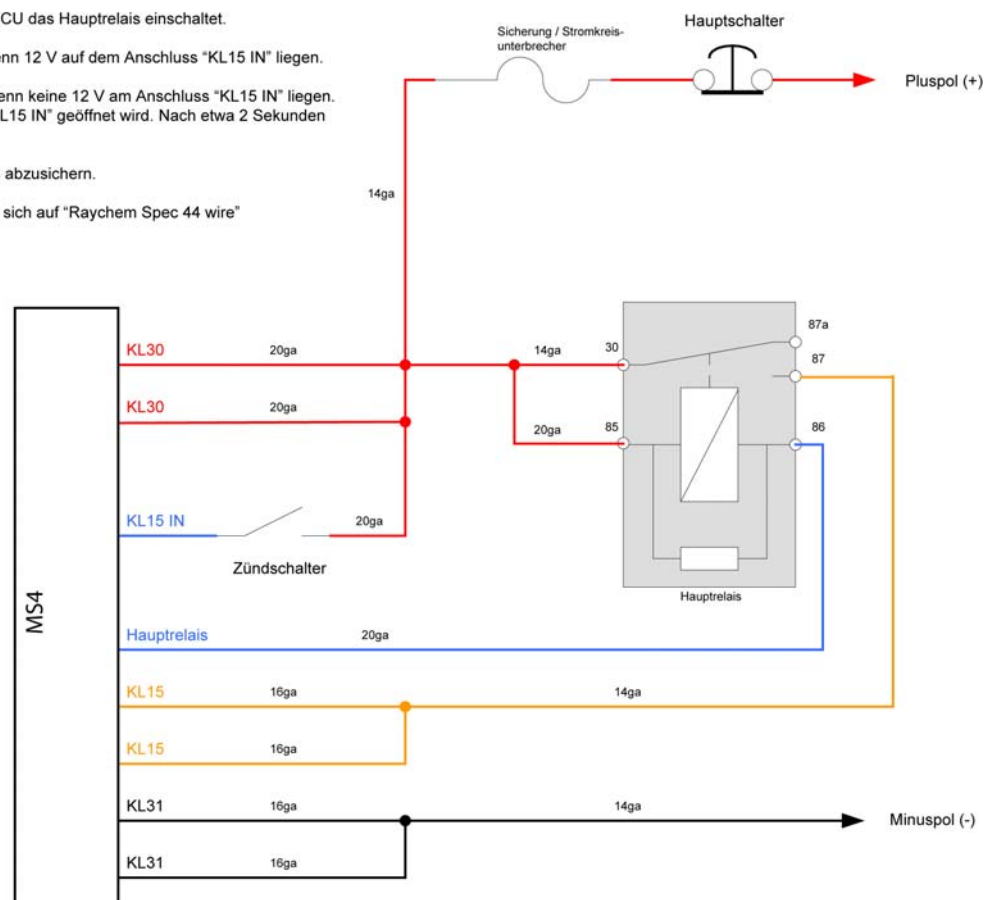 CU das Hauptrelais einschaltet.
nn 12 V auf dem Anschluss “KL15 IN” liegen.
enn keine 12 V am Anschluss “KL15 IN” liegen.
L15 IN” geöffnet wird. Nach etwa 2 Sekunden
abzusichern.
sich auf “Raychem Spec 44 wire”
Sicherung / Stromkreis-
unterbrecher
Hauptschalter
Pluspol (+)
14ga
KL30
20ga
14ga
30
87a
87
KL30
20ga
20ga
85
86
KL15 IN
20ga
Zündschalter
Hauptrelais
MS4
Hauptrelais
20ga
KL15
16ga
14ga
KL15
16ga
KL31
16ga
14ga
Minuspol (-)
KL31
16ga